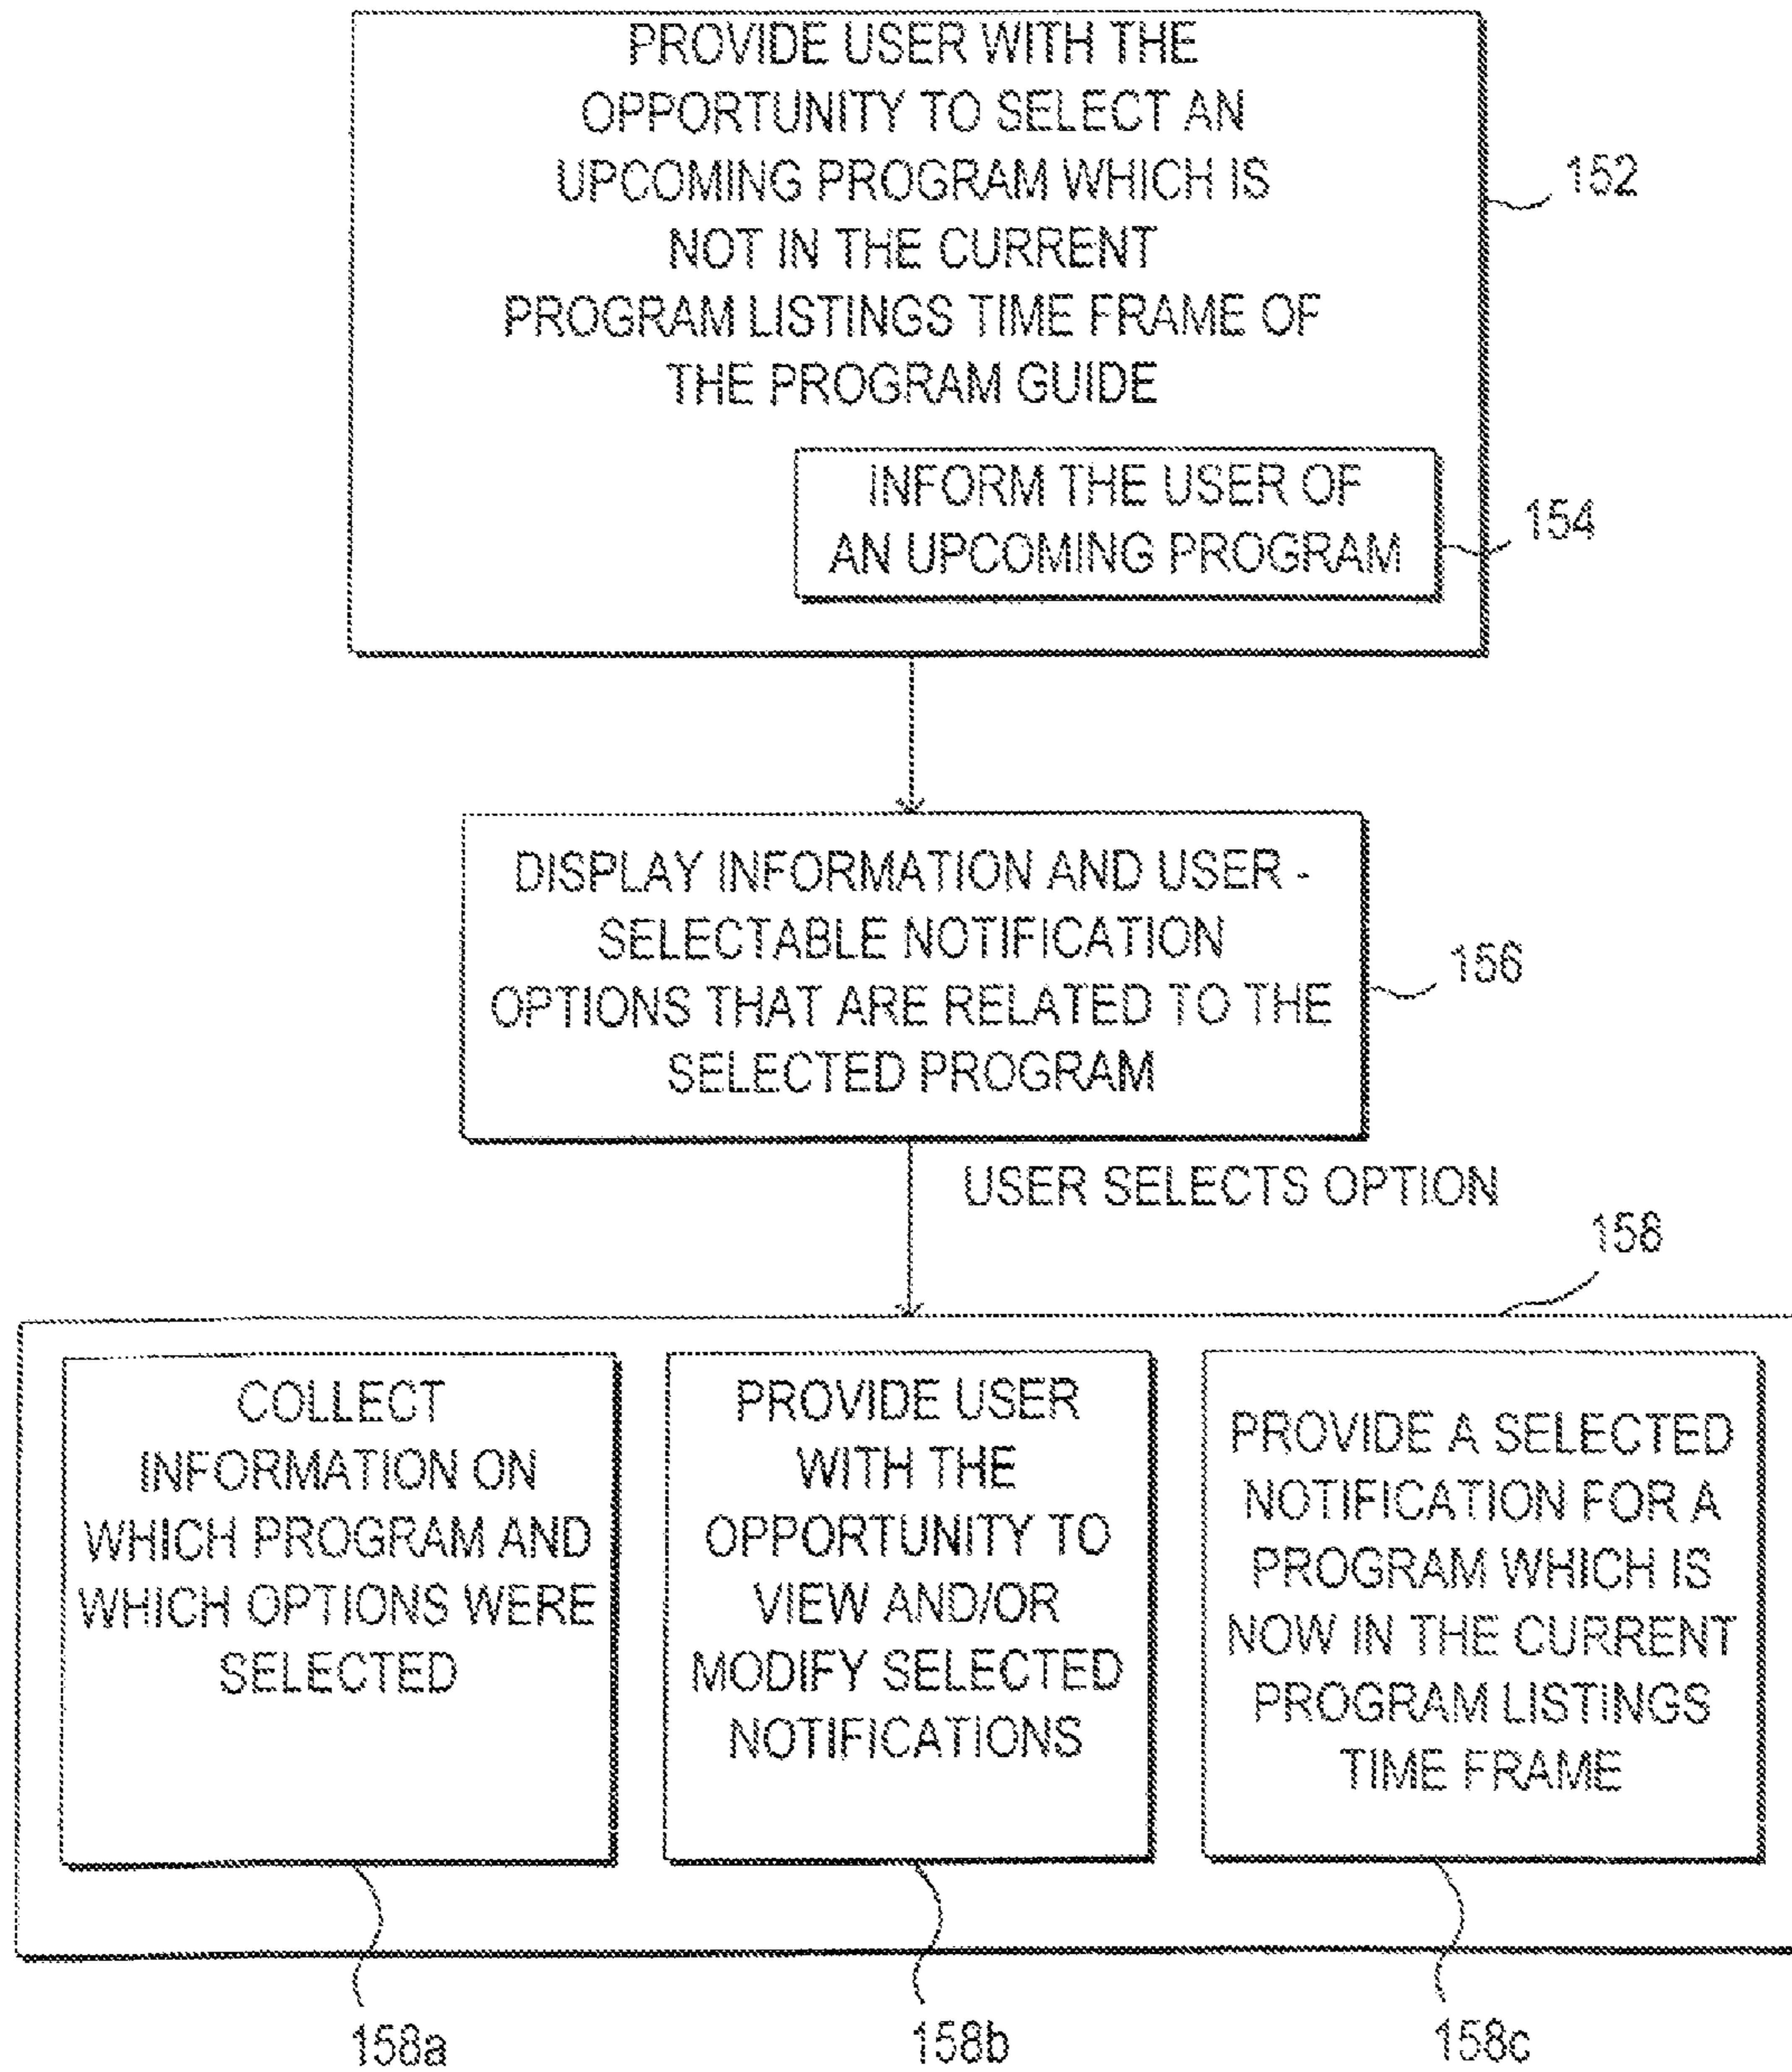 PROVIDE USER WITH THE
OPPORTUNITY TO SELECT AN
UPCOMING PROGRAM WHICH IS
NOT IN THE CURRENT
PROGRAM LISTINGS TIME FRAME OF
THE PROGRAM GUIDE
152
INFORM THE USER OF
AN UPCOMING PROGRAM
154
DISPLAY INFORMATION AND USER -
SELECTABLE NOTIFICATION
OPTIONS THAT ARE RELATED TO THE
SELECTED PROGRAM
156
USER SELECTS OPTION
158
COLLECT
INFORMATION ON
WHICH PROGRAM AND
WHICH OPTIONS WERE
SELECTED
PROVIDE USER
WITH THE
OPPORTUNITY TO
VIEW AND/OR
MODIFY SELECTED
NOTIFICATIONS
PROVIDE A SELECTED
NOTIFICATION FOR A
PROGRAM WHICH IS
NOW IN THE CURRENT
PROGRAM LISTINGS
TIME FRAME
158a
158b
158c